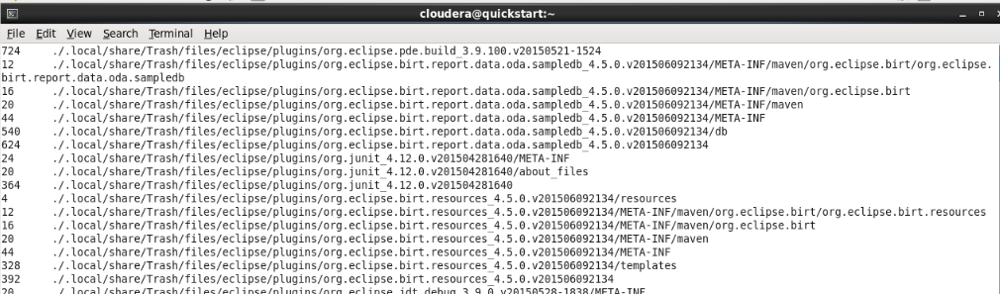 cloudera@quickstart:~
File Edit View Search Terminal Help
724 ./.local/share/Trash/files/eclipse/plugins/org.eclipse.pde.build_3.9.100.v20150521-1524
12 ./.local/share/Trash/files/eclipse/plugins/org.eclipse.birt.report.data.oda.sampledb_4.5.0.v201506092134/META-INF/maven/org.eclipse.birt/org.eclipse.
birt.report.data.oda.sampledb
16 ./.local/share/Trash/files/eclipse/plugins/org.eclipse.birt.report.data.oda.sampledb_4.5.0.v201506092134/META-INF/maven/org.eclipse.birt
20 ./.local/share/Trash/files/eclipse/plugins/org.eclipse.birt.report.data.oda.sampledb_4.5.0.v201506092134/META-INF/maven
44 ./.local/share/Trash/files/eclipse/plugins/org.eclipse.birt.report.data.oda.sampledb_4.5.0.v201506092134/META-INF
540 ./.local/share/Trash/files/eclipse/plugins/org.eclipse.birt.report.data.oda.sampledb_4.5.0.v201506092134/db
624 ./.local/share/Trash/files/eclipse/plugins/org.eclipse.birt.report.data.oda.sampledb_4.5.0.v201506092134
24 ./.local/share/Trash/files/eclipse/plugins/org.junit_4.12.0.v201504281640/META-INF
20 ./.local/share/Trash/files/eclipse/plugins/org.junit_4.12.0.v201504281640/about_files
364 ./.local/share/Trash/files/eclipse/plugins/org.junit_4.12.0.v201504281640
4 ./.local/share/Trash/files/eclipse/plugins/org.eclipse.birt.resources_4.5.0.v201506092134/resources
12 ./.local/share/Trash/files/eclipse/plugins/org.eclipse.birt.resources_4.5.0.v201506092134/META-INF/maven/org.eclipse.birt/org.eclipse.birt.resources
16 ./.local/share/Trash/files/eclipse/plugins/org.eclipse.birt.resources_4.5.0.v201506092134/META-INF/maven/org.eclipse.birt
20 ./.local/share/Trash/files/eclipse/plugins/org.eclipse.birt.resources_4.5.0.v201506092134/META-INF/maven
44 ./.local/share/Trash/files/eclipse/plugins/org.eclipse.birt.resources_4.5.0.v201506092134/META-INF
328 ./.local/share/Trash/files/eclipse/plugins/org.eclipse.birt.resources_4.5.0.v201506092134/templates
392 ./.local/share/Trash/files/eclipse/plugins/org.eclipse.birt.resources_4.5.0.v201506092134
20 ./.local/share/Trash/files/eclipse/plugins/org.eclipse.jdt.debug_3.9.0.v20150528-1838/META-INF